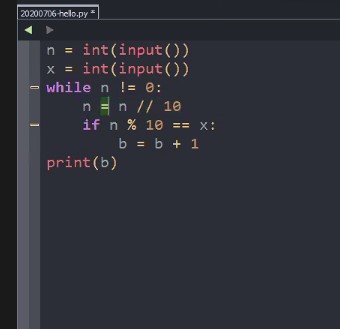 20200706-hello.py *
n = int(input())
x = int(input())
while n != 0:
    n = n // 10
    if n % 10 == x:
        b = b + 1
print(b)